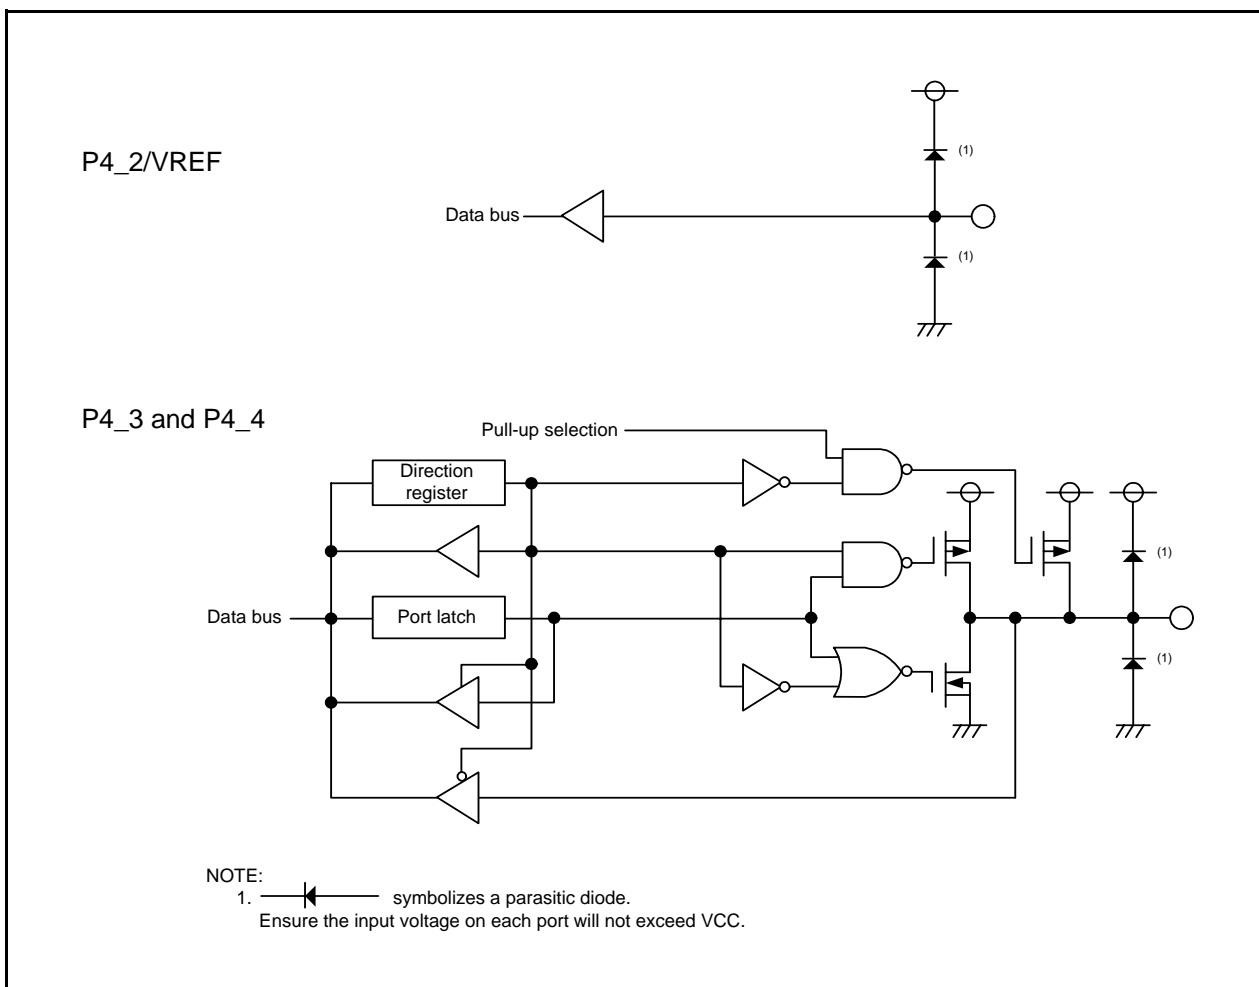 P4_2/VREF
(1)
Data bus
(1)
P4_3 and P4_4
Pull-up selection
Direction
register
(1)
Data bus
Port latch
(1)
NOTE:
1. symbolizes a parasitic diode.
Ensure the input voltage on each port will not exceed VCC.